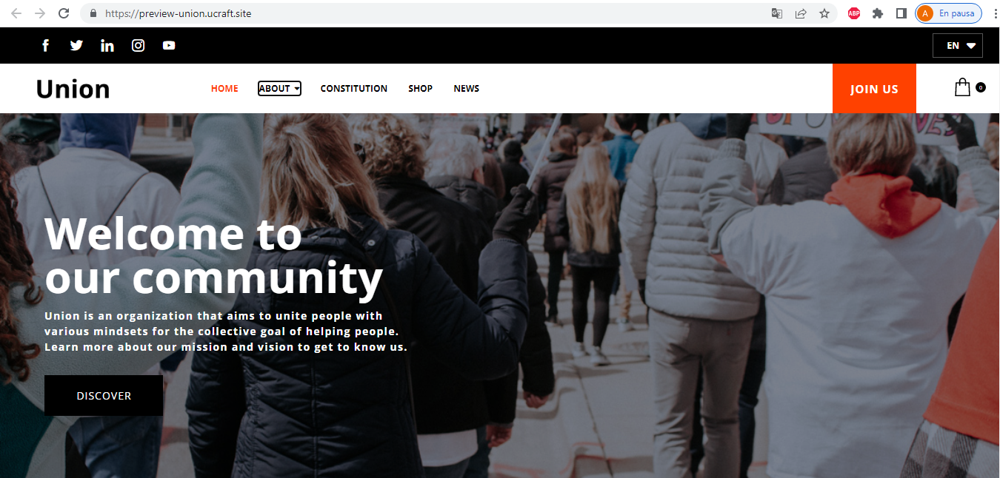 https://preview-union.ucraft.site
ABP
A
En pausa
EN
Union
HOME
ABOUT
CONSTITUTION
SHOP
NEWS
JOIN US
0
Welcome to
our community
Union is an organization that aims to unite people with
various mindsets for the collective goal of helping people.
Learn more about our mission and vision to get to know us.
DISCOVER